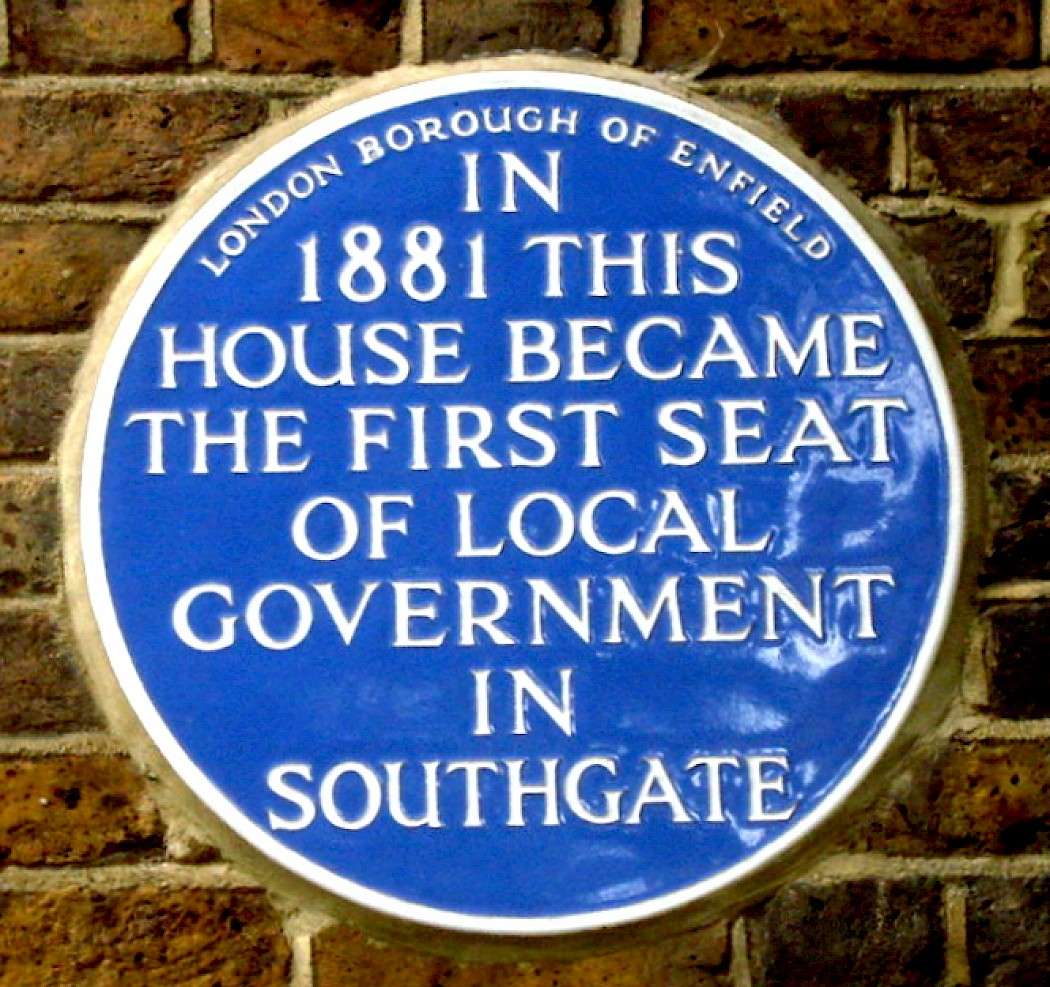 LONDON BOROUGH OF ENFIELD
IN
1881 THIS
HOUSE BECAME
THE FIRST SEAT
OF LOCAL
GOVERNMENT
IN
SOUTHGATE